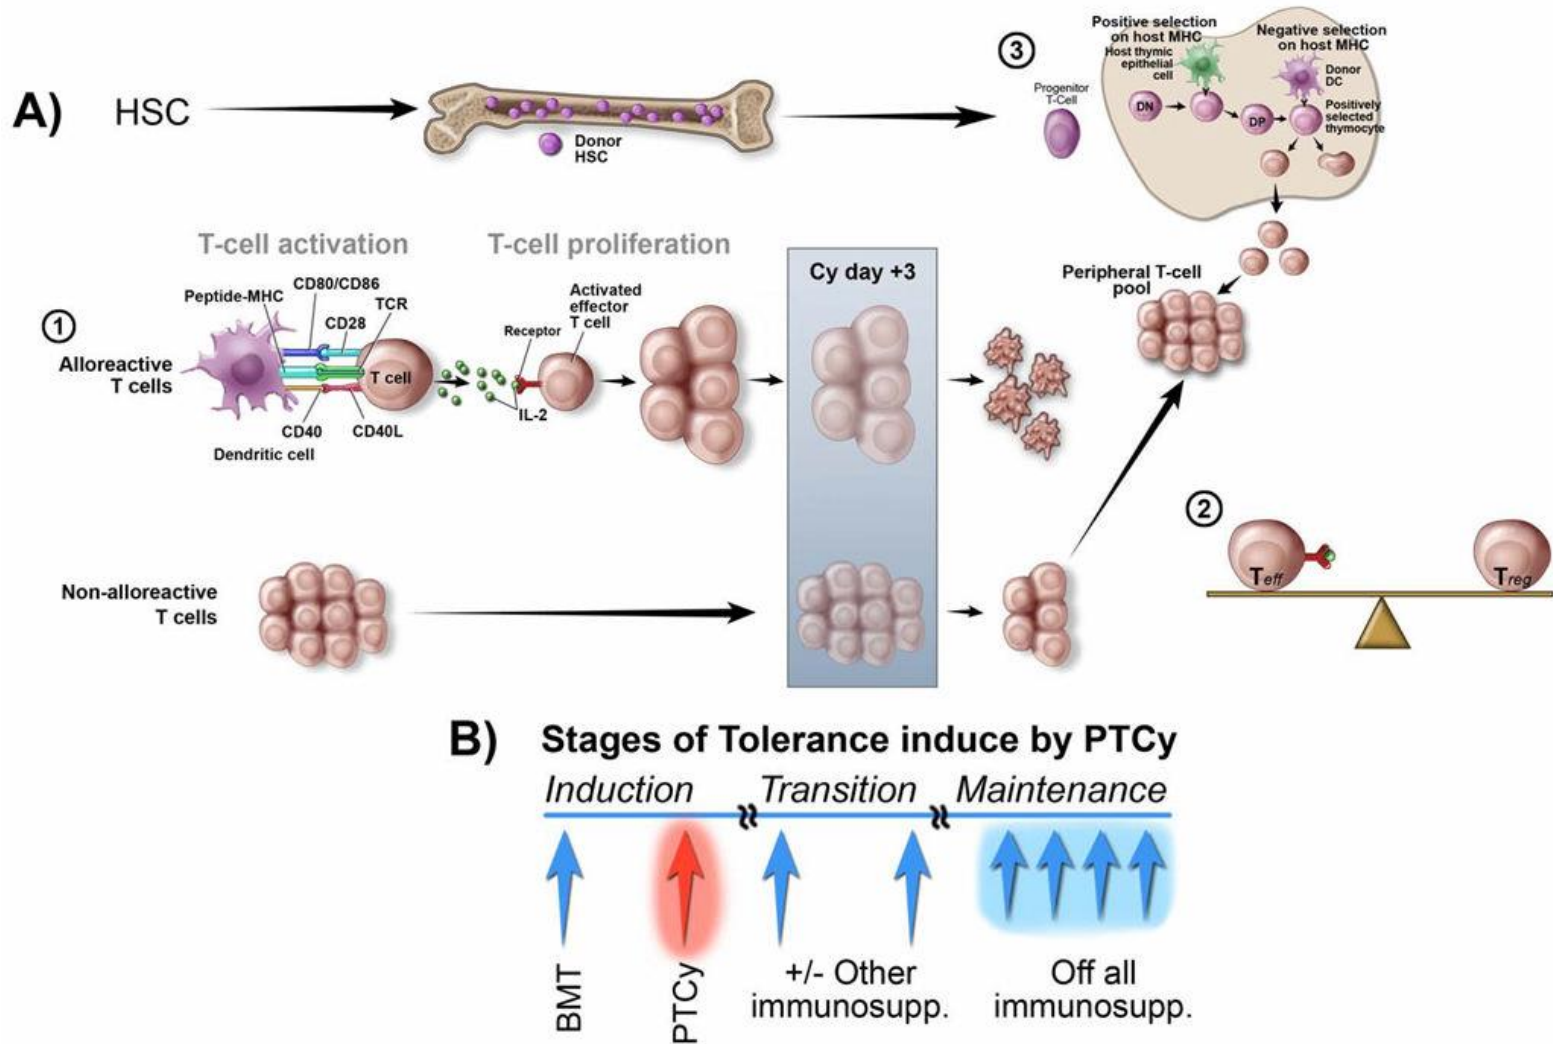 A)
HSC
Donor
HSC
3
Progenitor
T-Cell
Positive selection
on host MHC
Host thymic
epithelial
cell
Negative selection
on host MHC
Donor
DC
DN
DP
Positively
selected
thymocyte
T-cell activation
T-cell proliferation
1
Alloreactive
T cells
Peptide-MHC
CD80/CD86
CD28
TCR
T cell
CD40
CD40L
Dendritic cell
Receptor
IL-2
Activated
effector
T cell
Cy day +3
Peripheral T-cell
pool
Non-alloreactive
T cells
2
Teff
Treg
B)
Stages of Tolerance induce by PTCy
Induction
Transition
Maintenance
BMT
PTCy
+/- Other
immunosupp.
Off all
immunosupp.